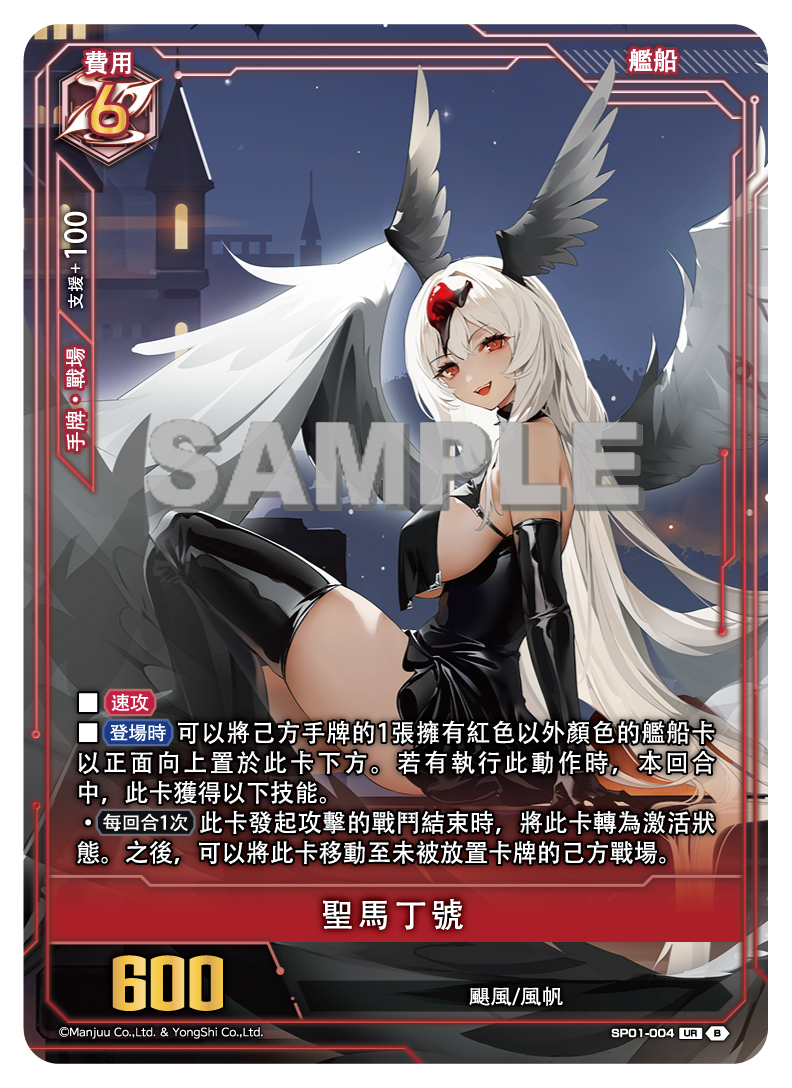 費用
艦船
6
支援+100
手牌•戰場
SAMPLE
速攻
登場時 可以將己方手牌的1張擁有紅色以外顏色的艦船卡
以正面向上置於此卡下方。若有執行此動作時，本回合
中，此卡獲得以下技能。
•每回合1次 此卡發起攻擊的戰鬥結束時，將此卡轉為激活狀
態。之後，可以將此卡移動至未被放置卡牌的己方戰場。
聖馬丁號
600
颶風/風帆
©Manjuu Co.,Ltd. & YongShi Co.,Ltd.
SP01-004 UR B